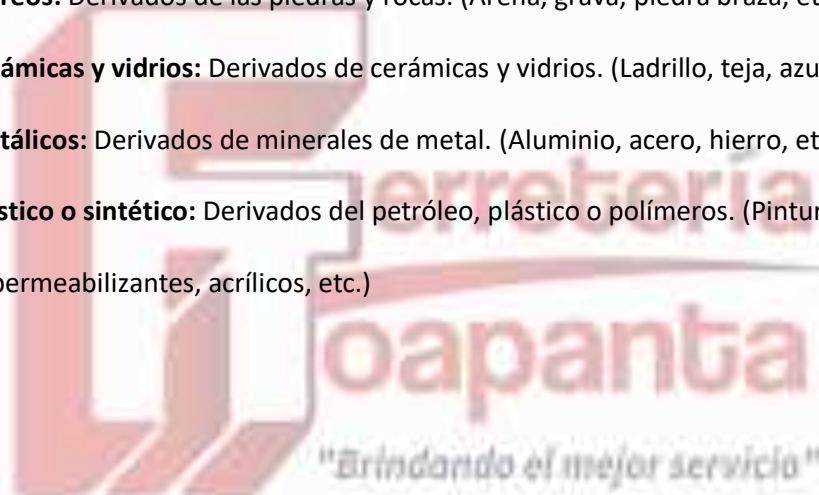 reos: Derivados de las piedras y rocas. (Arena, grava, piedra braza, et
ámicas y vidrios: Derivados de cerámicas y vidrios. (Ladrillo, teja, azu
tálicos: Derivados de minerales de metal. (Aluminio, acero, hierro, et
stico o sintético: Derivados del petróleo, plástico o polímeros. (Pintur
permeabilizantes, acrílicos, etc.)
erretería
oapanta
"Brindando el mejor servicio"